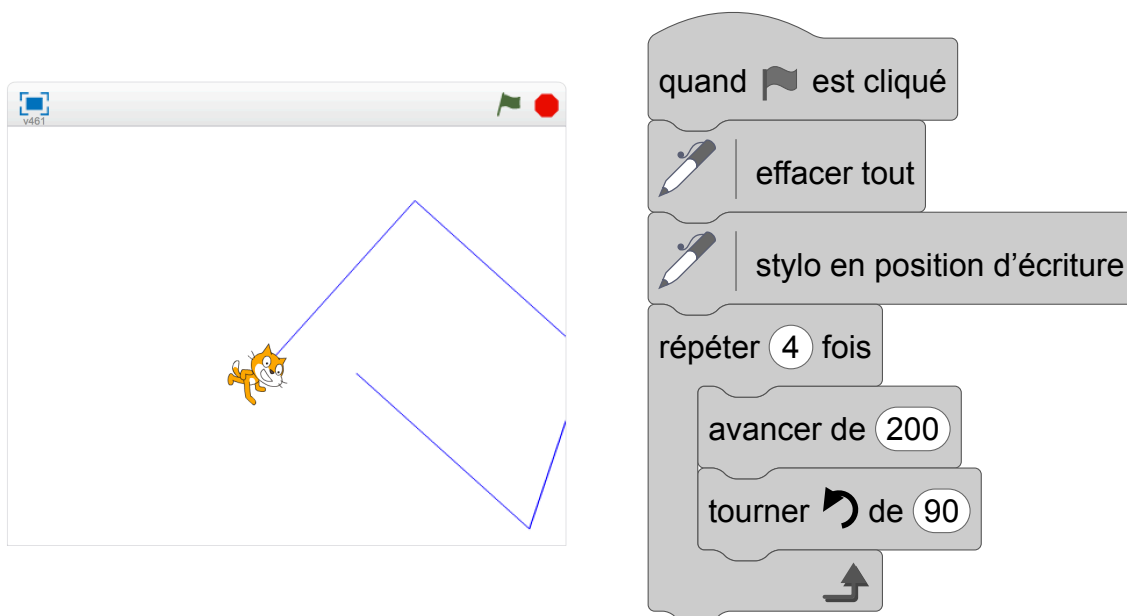 v461
quand est cliqué
effacer tout
stylo en position d’écriture
répéter 4 fois
avancer de 200
tourner de 90